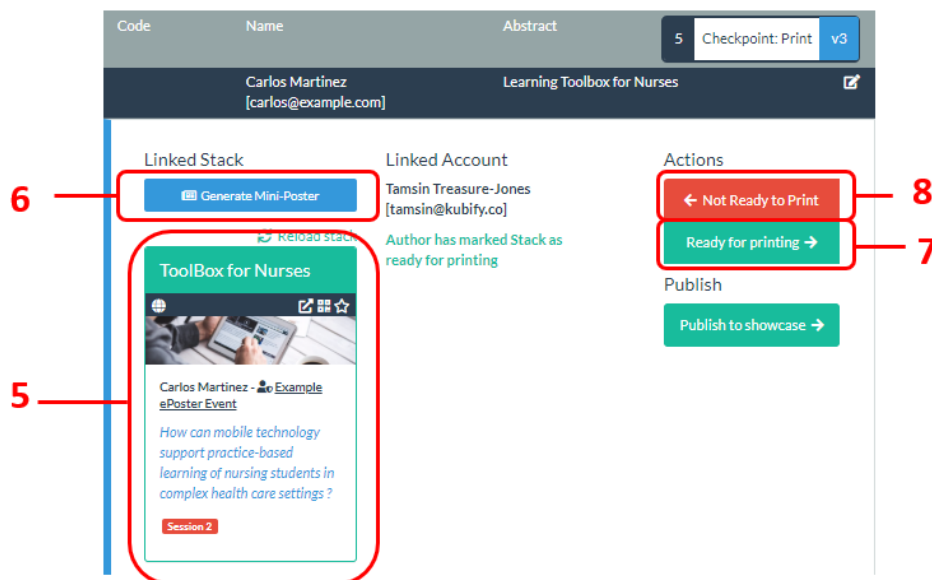 Code Name Abstract 5 Checkpoint: Print v3
Carlos Martinez Learning Toolbox for Nurses
[carlos@example.com]
Linked Stack Linked Account Actions
6 Generate Mini-Poster Tamsin Treasure-Jones ← Not Ready to Print 8
[tamsin@kubify.co]
Reload stack Author has marked Stack as Ready for printing → 7
ready for printing
ToolBox for Nurses
Publish
Publish to showcase →
5
Carlos Martinez - Example
ePoster Event
How can mobile technology
support practice-based
learning of nursing students in
complex health care settings ?
Session 2